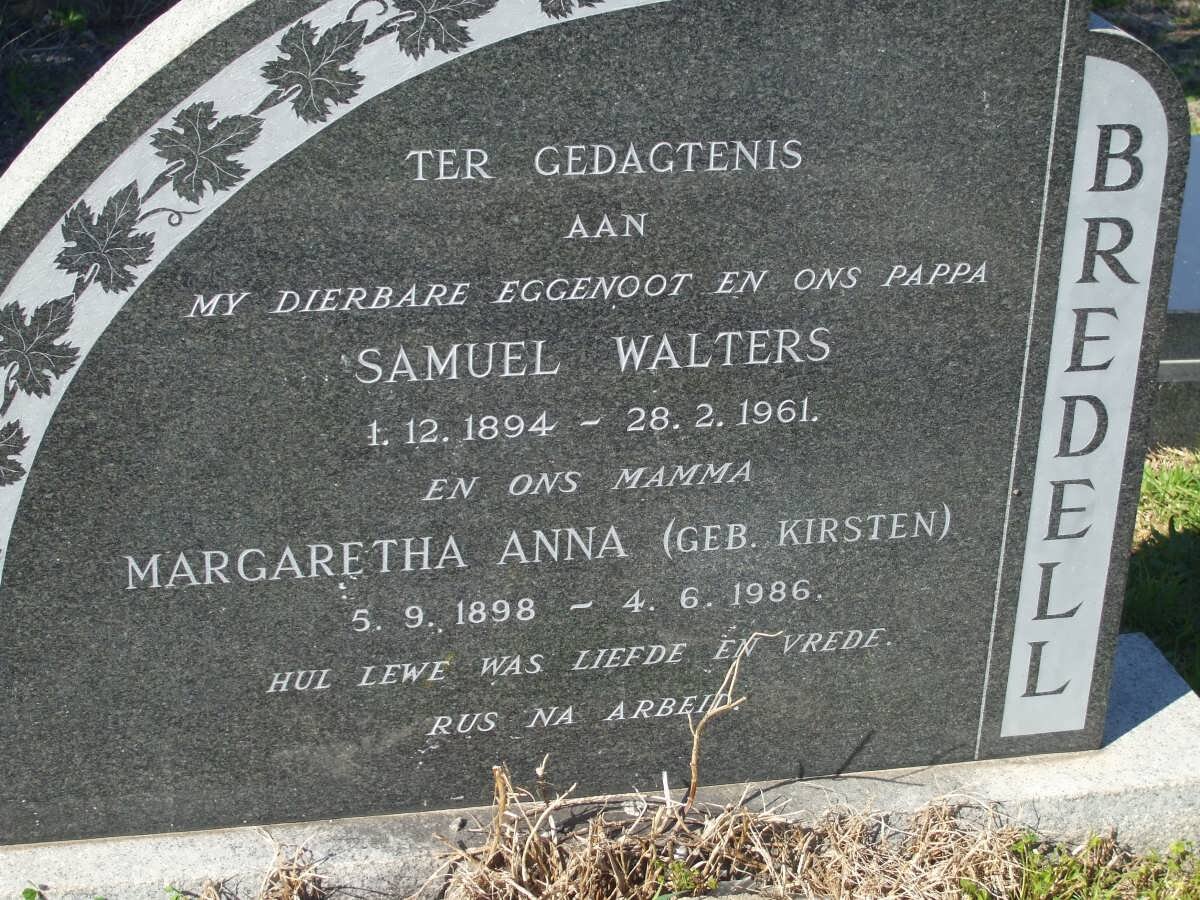 TER GEDAGTENIS
AAN
MY DIERBARE EGGENOOT EN ONS PAPPA
SAMUEL WALTERS
1. 12. 1894 - 28. 2. 1961.
EN ONS MAMMA
MARGARETHA ANNA (GEB. KIRSTEN)
5. 9. 1898 - 4. 6. 1986.
HUL LEWE WAS LIEFDE EN VREDE.
RUS NA ARBEID.
BREDELL